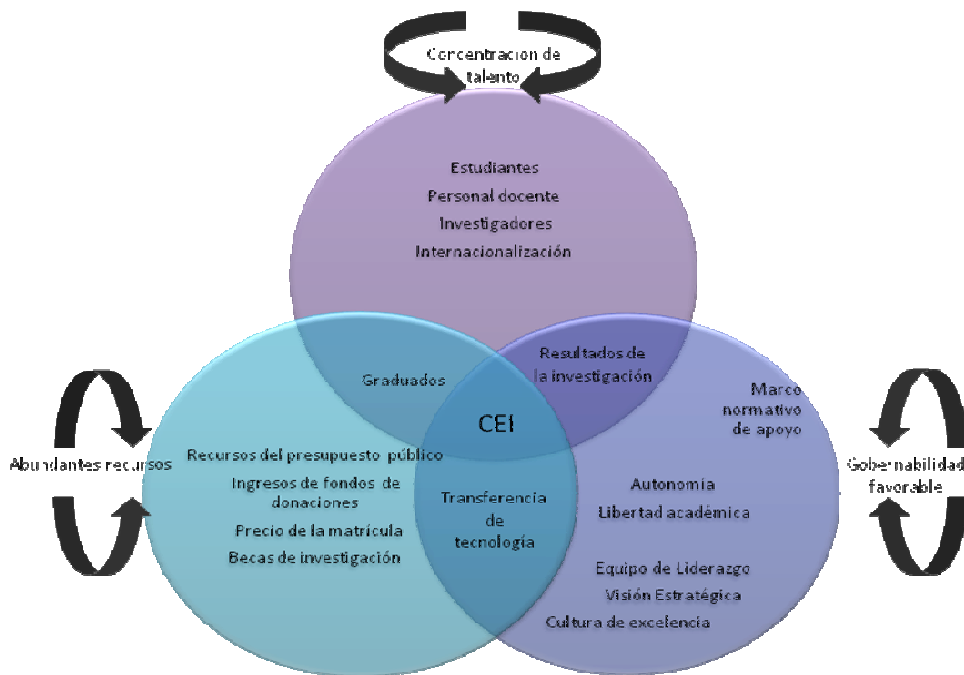 Concentración de
talento
Estudiantes
Personal docente
Investigadores
Internacionalización
Graduados
Resultados de
la investigación
CEI
Marco
normativo
de apoyo
Abundantes recursos
Recursos del presupuesto público
Ingresos de fondos de
donaciones
Precio de la matrícula
Becas de investigación
Transferencia
de
tecnología
Autonomía
Libertad académica
Equipo de Liderazgo
Visión Estratégica
Cultura de excelencia
Gobernabilidad
favorable